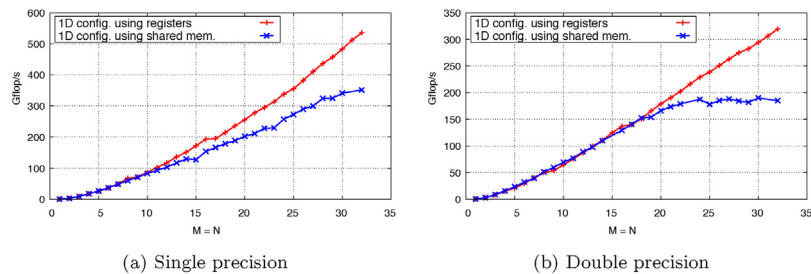 600
500
400
300
200
100
0
Gflop/s
1D config. using registers
1D config. using shared mem.
0 5 10 15 20 25 30 35
M = N
(a) Single precision
350
300
250
200
150
100
50
0
Gflop/s
1D config. using registers
1D config. using shared mem.
0 5 10 15 20 25 30 35
M = N
(b) Double precision